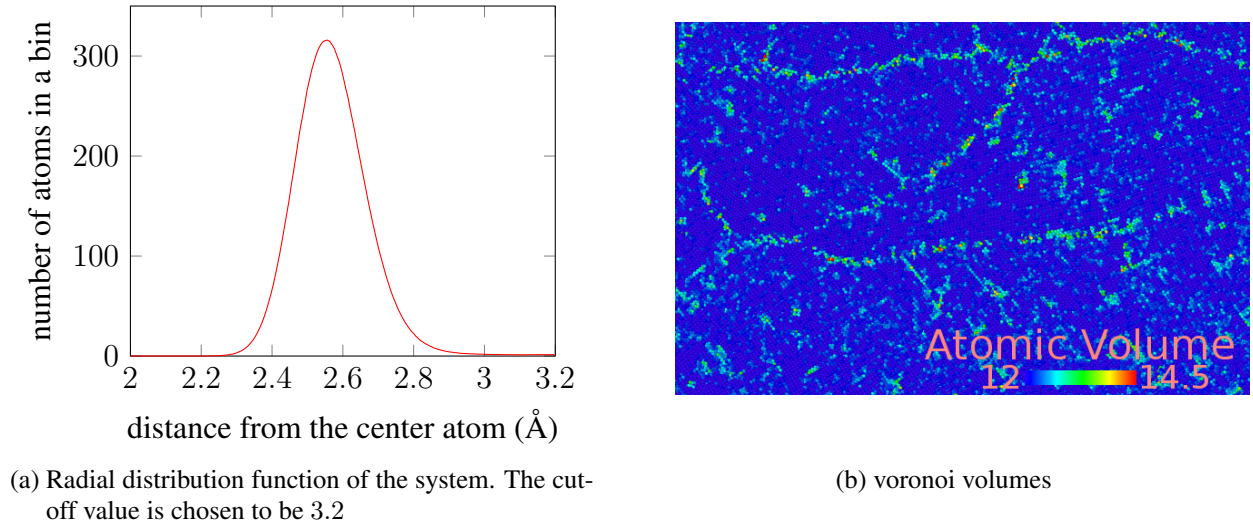 300
200
100
0
2 2.2 2.4 2.6 2.8 3 3.2
number of atoms in a bin
distance from the center atom (Å)
(a) Radial distribution function of the system. The cut-
off value is chosen to be 3.2
Atomic Volume
12 14.5
(b) voronoi volumes